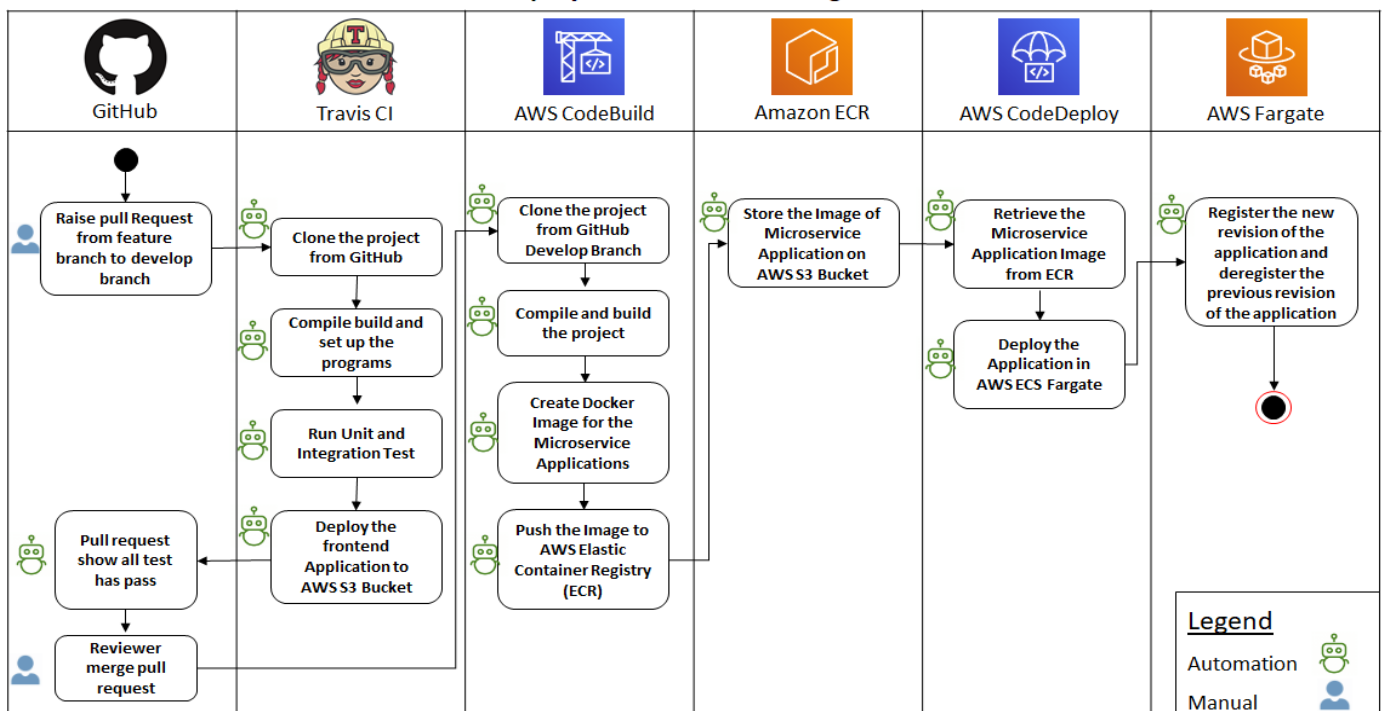 GitHub
Travis CI
AWS CodeBuild
Amazon ECR
AWS CodeDeploy
AWS Fargate
T
</>
</>
Raise pull Request
from feature
branch to develop
branch
Clone the project
from GitHub
Compile build and
set up the
programs
Run Unit and
Integration Test
Deploy the
frontend
Application to
AWS S3 Bucket
Pull request
show all test
has pass
Reviewer
merge pull
request
Clone the project
from GitHub
Develop Branch
Compile and build
the project
Create Docker
Image for the
Microservice
Applications
Push the Image to
AWS Elastic
Container Registry
(ECR)
Store the Image of
Microservice
Application on
AWS S3 Bucket
Retrieve the
Microservice
Application Image
from ECR
Deploy the
Application in
AWS ECS Fargate
Register the new
revision of the
application and
deregister the
previous revision
of the application
Legend
Automation
Manual